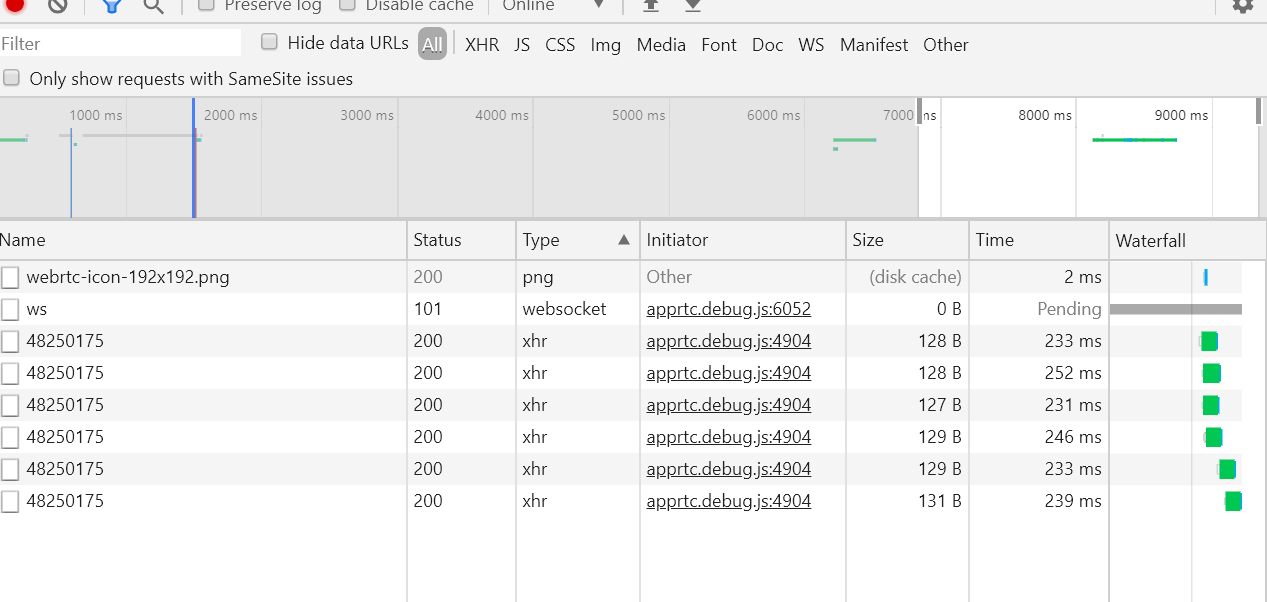 Preserve log Disable cache Online
Filter Hide data URLs All XHR JS CSS Img Media Font Doc WS Manifest Other
Only show requests with SameSite issues
1000 ms 2000 ms 3000 ms 4000 ms 5000 ms 6000 ms 7000 ms 8000 ms 9000 ms
Name Status Type Initiator Size Time Waterfall
webrtc-icon-192x192.png 200 png Other (disk cache) 2 ms
ws 101 websocket apprtc.debug.js:6052 0 B Pending
48250175 200 xhr apprtc.debug.js:4904 128 B 233 ms
48250175 200 xhr apprtc.debug.js:4904 128 B 252 ms
48250175 200 xhr apprtc.debug.js:4904 127 B 231 ms
48250175 200 xhr apprtc.debug.js:4904 129 B 246 ms
48250175 200 xhr apprtc.debug.js:4904 129 B 233 ms
48250175 200 xhr apprtc.debug.js:4904 131 B 239 ms